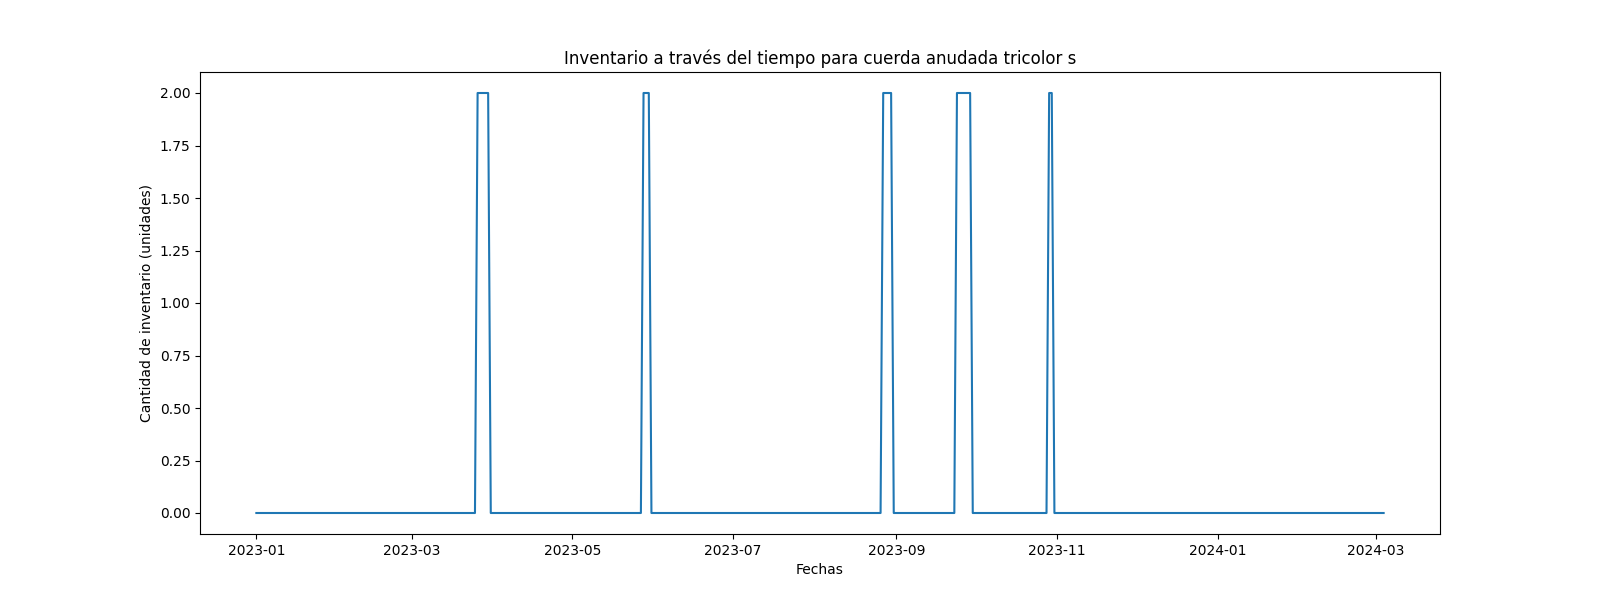 Inventario a través del tiempo para cuerda anudada tricolor s
Cantidad de inventario (unidades)
2.00
1.75
1.50
1.25
1.00
0.75
0.50
0.25
0.00
2023-01 2023-03 2023-05 2023-07 2023-09 2023-11 2024-01 2024-03
Fechas